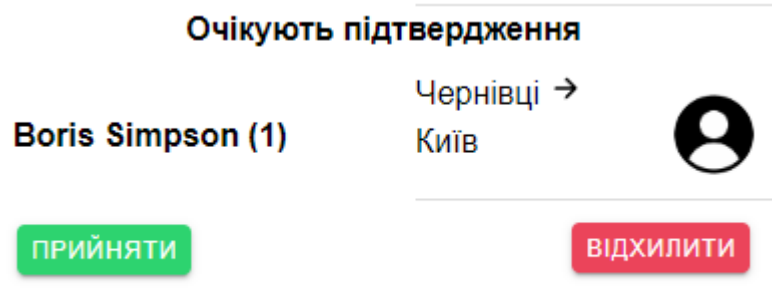 Очікують підтвердження
Чернівці →
Boris Simpson (1)
Київ
ПРИЙНЯТИ
ВІДХИЛИТИ